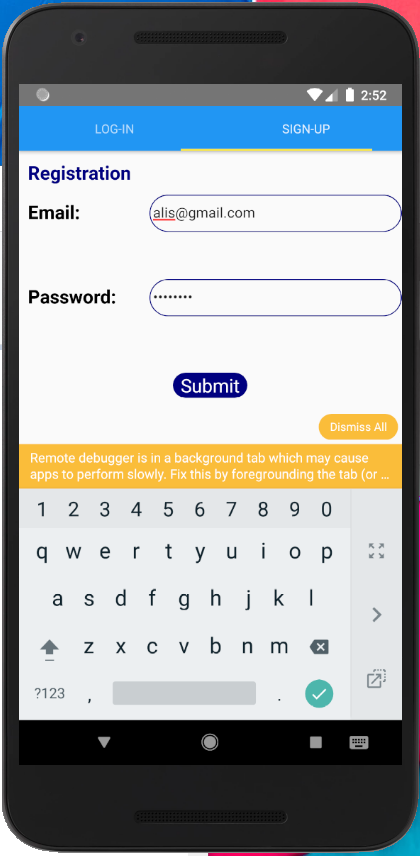 2:52
LOG-IN SIGN-UP
Registration
Email: alis@gmail.com
Password: ••••••••
Submit
Dismiss All
Remote debugger is in a background tab which may cause
apps to perform slowly. Fix this by foregrounding the tab (or ...
1 2 3 4 5 6 7 8 9 0
q w e r t y u i o p
a s d f g h j k l
z x c v b n m
?123 , .